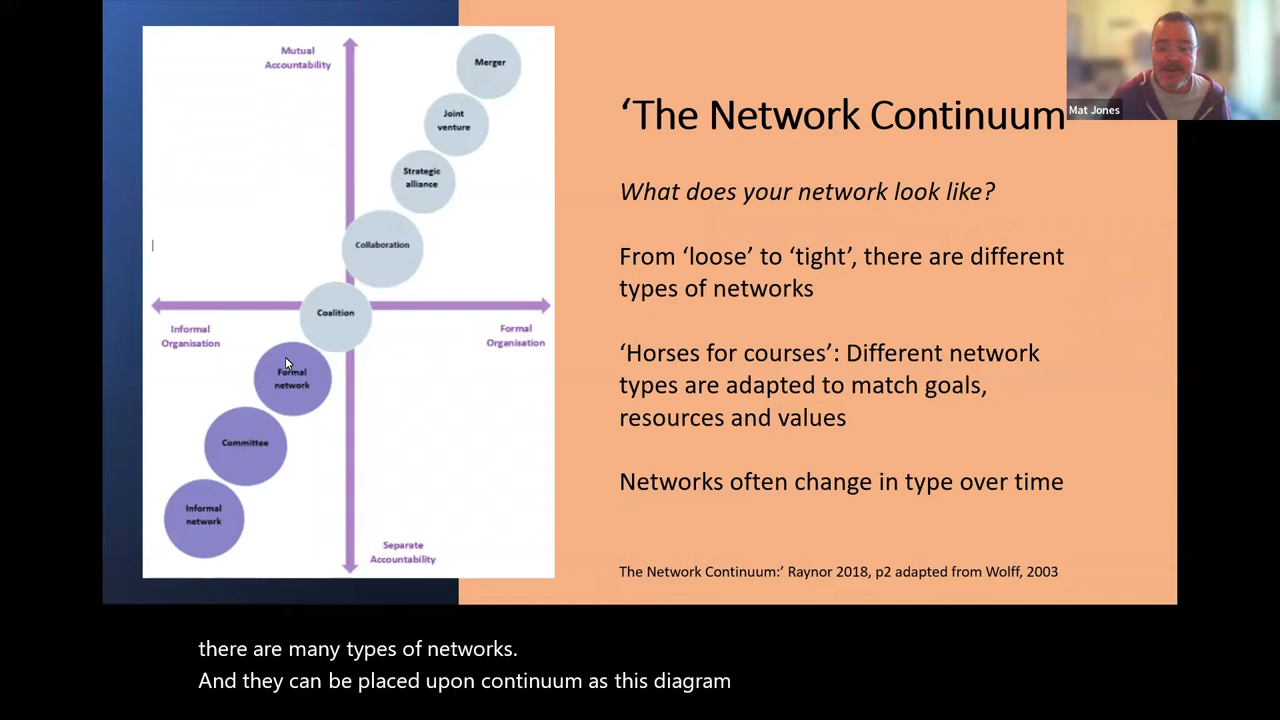 Mutual
Accountability
Merger
Joint
venture
Strategic
alliance
Collaboration
Coalition
Informal
Organisation
Formal
Organisation
Formal
network
Committee
Informal
network
Separate
Accountability
‘The Network Continuum
What does your network look like?
From ‘loose’ to ‘tight’, there are different
types of networks
‘Horses for courses’: Different network
types are adapted to match goals,
resources and values
Networks often change in type over time
The Network Continuum:’ Raynor 2018, p2 adapted from Wolff, 2003
Mat Jones
there are many types of networks.
And they can be placed upon continuum as this diagram